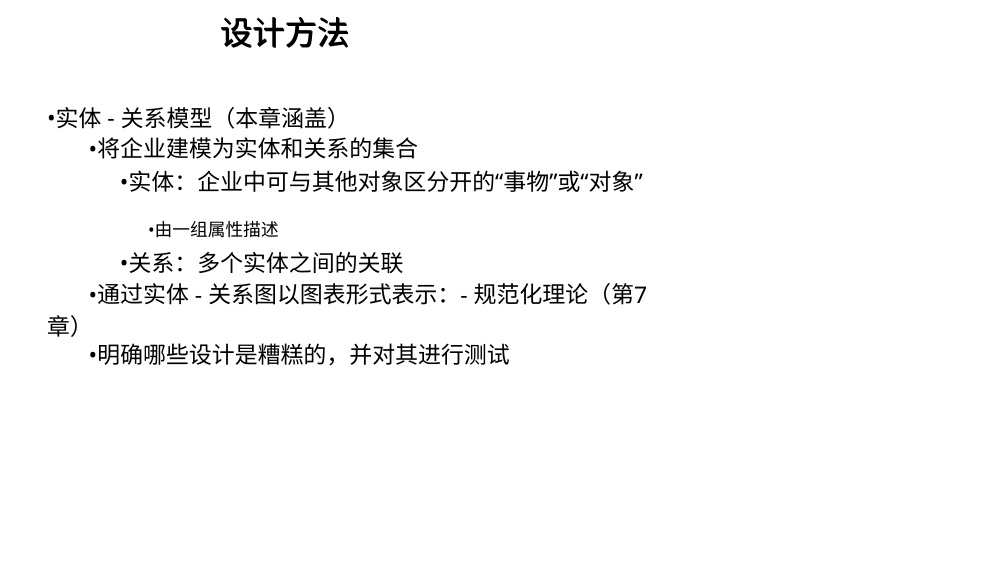 设计方法
•实体 - 关系模型（本章涵盖）
•将企业建模为实体和关系的集合
•实体：企业中可与其他对象区分开的“事物”或“对象”
•由一组属性描述
•关系：多个实体之间的关联
•通过实体 - 关系图以图表形式表示：- 规范化理论（第7
章）
•明确哪些设计是糟糕的，并对其进行测试